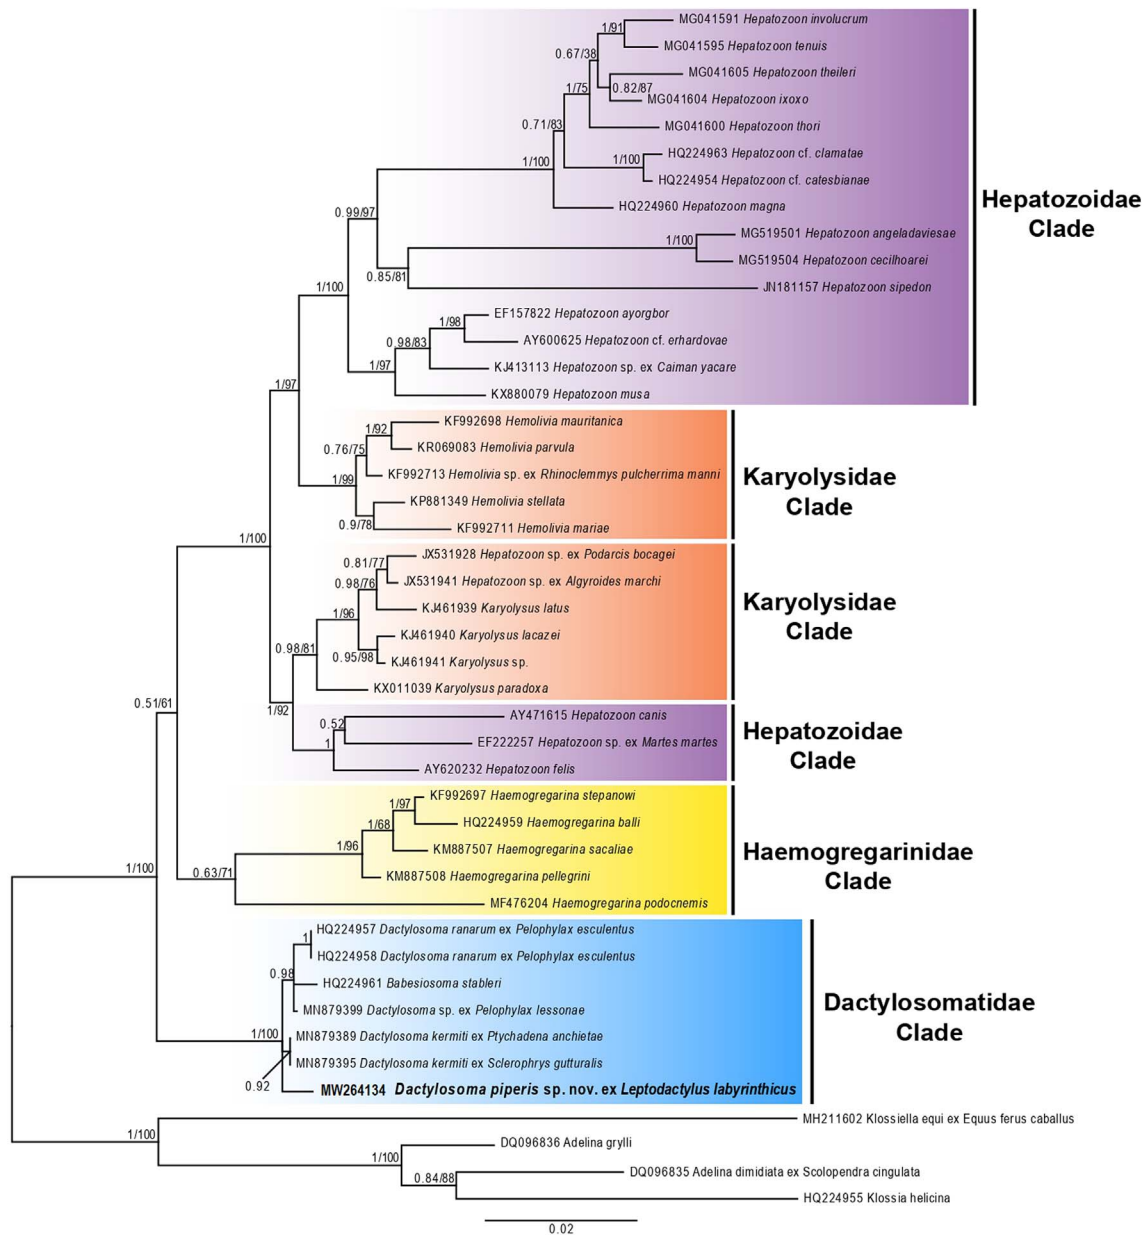 MG041591 Hepatozoon involucrum
1/91
MG041595 Hepatozoon tenuis
0.67/38
MG041605 Hepatozoon theileri
1/75
0.82/87
MG041604 Hepatozoon ixoxo
0.71/83
MG041600 Hepatozoon thori
HQ224963 Hepatozoon cf. clamatae
1/100
1/100
HQ224954 Hepatozoon cf. catesbianae
HQ224960 Hepatozoon magna
Hepatozoidae
Clade
0.99/97
MG519501 Hepatozoon angeladaviesae
1/100
MG519504 Hepatozoon cecilhoarei
0.85/81
JN181157 Hepatozoon sipedon
1/100
EF157822 Hepatozoon ayorgbor
1/98
AY600625 Hepatozoon cf. erhardovae
0.98/83
KJ413113 Hepatozoon sp. ex Caiman yacare
1/97
KX880079 Hepatozoon musa
1/97
KF992698 Hemolivia mauritanica
1/92
KR069083 Hemolivia parvula
0.76/75
KF992713 Hemolivia sp. ex Rhinoclemmys pulcherrima manni
1/99
KP881349 Hemolivia stellata
0.9/78
KF992711 Hemolivia mariae
Karyolysidae
Clade
1/100
JX531928 Hepatozoon sp. ex Podarcis bocagei
0.81/77
JX531941 Hepatozoon sp. ex Algyroides marchi
0.98/76
KJ461939 Karyolysus latus
1/96
KJ461940 Karyolysus lacazei
0.95/98
KJ461941 Karyolysus sp.
0.98/81
KX011039 Karyolysus paradoxa
Karyolysidae
Clade
0.51/61
1/92
AY471615 Hepatozoon canis
0.52
EF222257 Hepatozoon sp. ex Martes martes
1
AY620232 Hepatozoon felis
Hepatozoidae
Clade
KF992697 Haemogregarina stepanowi
1/97
HQ224959 Haemogregarina balli
1/68
KM887507 Haemogregarina sacaliae
1/96
KM887508 Haemogregarina pellegrini
0.63/71
MF476204 Haemogregarina podocnemis
Haemogregarinidae
Clade
1/100
HQ224957 Dactylosoma ranarum ex Pelophylax esculentus
1
HQ224958 Dactylosoma ranarum ex Pelophylax esculentus
0.98
HQ224961 Babesiosoma stableri
MN879399 Dactylosoma sp. ex Pelophylax lessonae
1/100
MN879389 Dactylosoma kermiti ex Ptychadena anchietae
MN879395 Dactylosoma kermiti ex Sclerophrys gutturalis
0.92
MW264134 Dactylosoma piperis sp. nov. ex Leptodactylus labyrinthicus
Dactylosomatidae
Clade
MH211602 Klossiella equi ex Equus ferus caballus
1/100
DQ096836 Adelina grylli
1/100
DQ096835 Adelina dimidiata ex Scolopendra cingulata
0.84/88
HQ224955 Klossia helicina
0.02